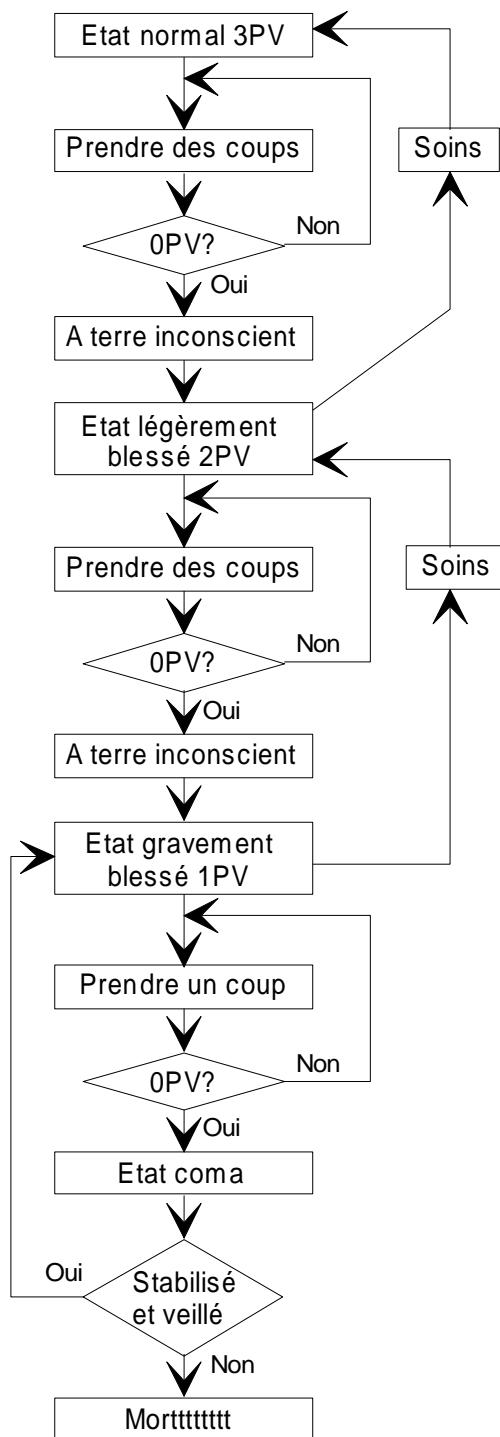 Etat normal 3PV
Prendre des coups
Soins
Non
0PV?
Oui
A terre inconscient
Etat légèrement
blessé 2PV
Prendre des coups
Soins
Non
0PV?
Oui
A terre inconscient
Etat gravement
blessé 1PV
Prendre un coup
Non
0PV?
Oui
Etat coma
Oui
Stabilisé
et veillé
Non
Morttttttttt